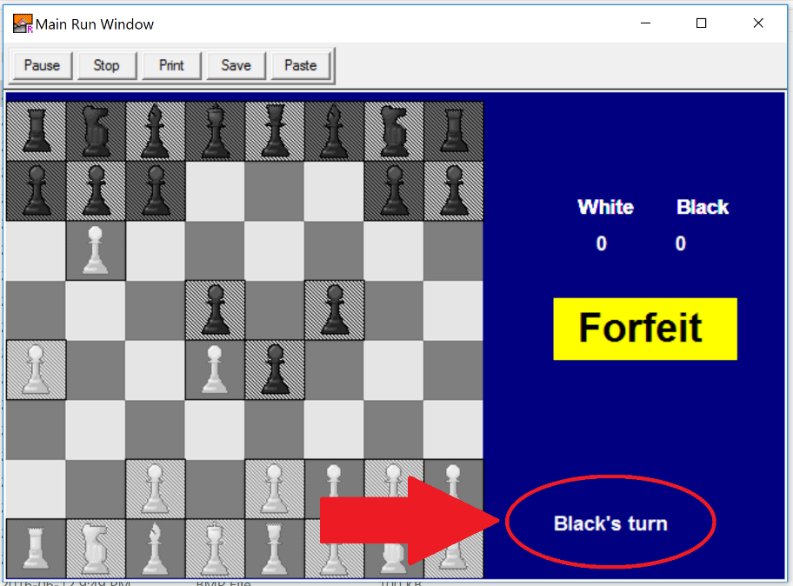 Main Run Window
Pause Stop Print Save Paste
White Black
0 0
Forfeit
Black's turn